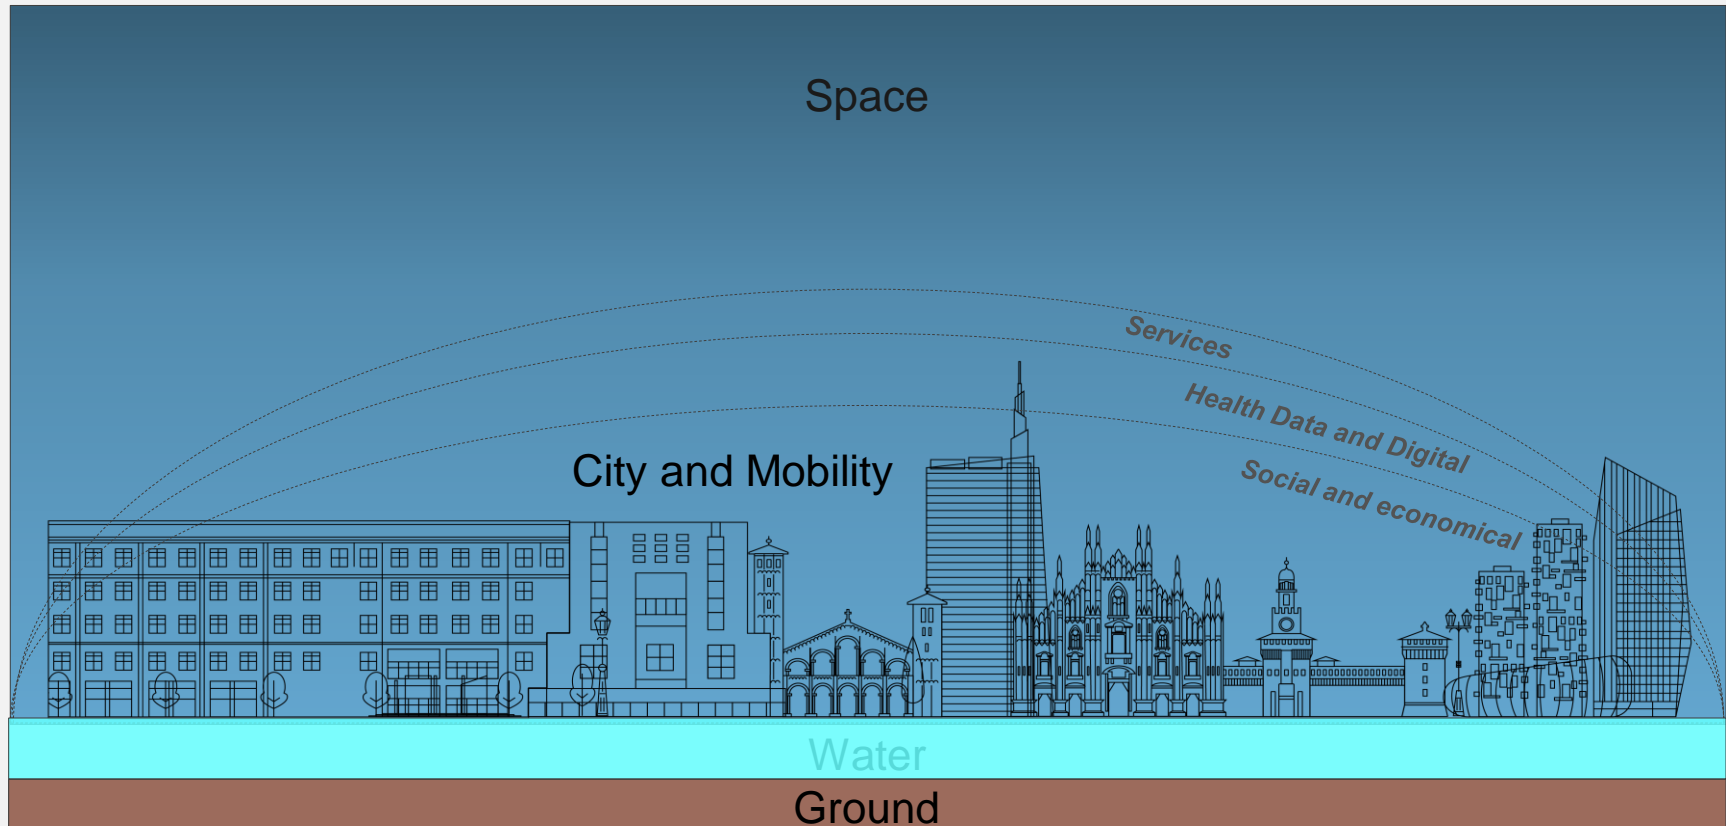 Space
Services
Health Data and Digital
City and Mobility
Social and economical
Water
Ground